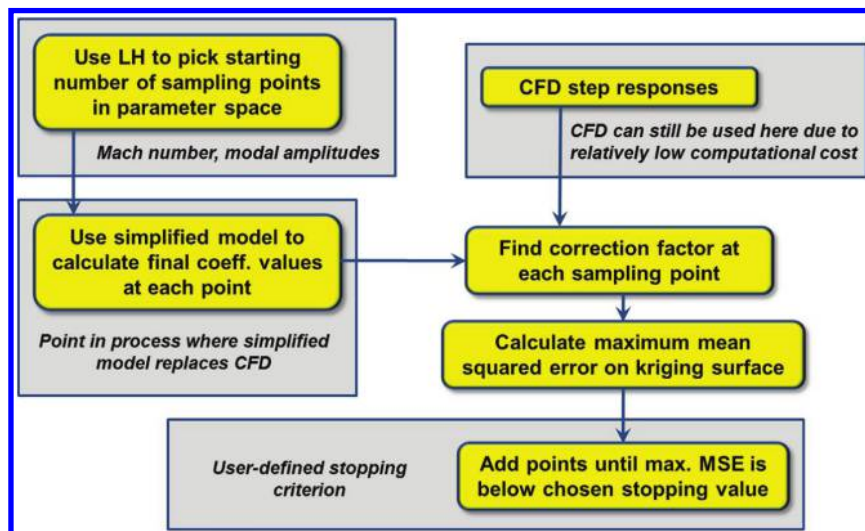 Use LH to pick starting
number of sampling points
in parameter space
Mach number, modal amplitudes
CFD step responses
CFD can still be used here due to
relatively low computational cost
Use simplified model to
calculate final coeff. values
at each point
Point in process where simplified
model replaces CFD
Find correction factor at
each sampling point
Calculate maximum mean
squared error on kriging surface
User-defined stopping
criterion
Add points until max. MSE is
below chosen stopping value